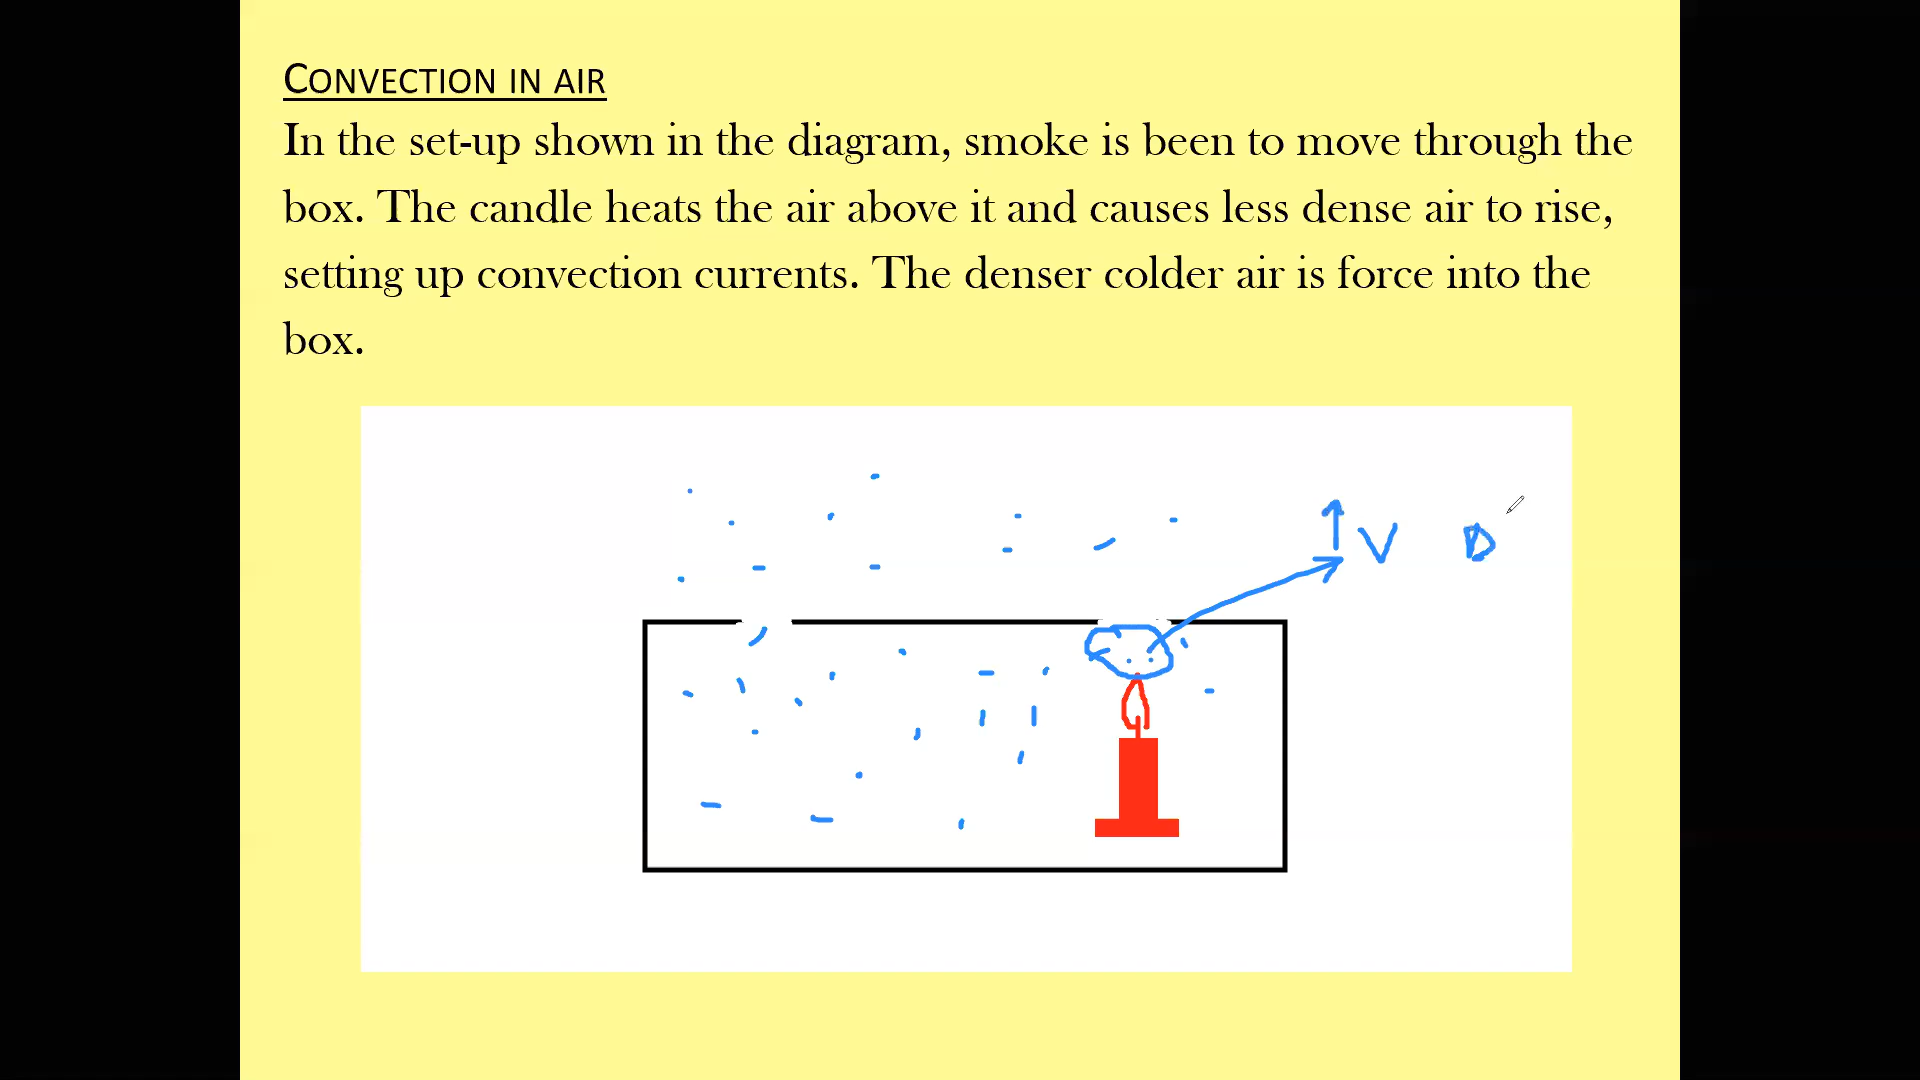 CONVECTION IN AIR
In the set-up shown in the diagram, smoke is been to move through the
box. The candle heats the air above it and causes less dense air to rise,
setting up convection currents. The denser colder air is force into the
box.
↑ V D